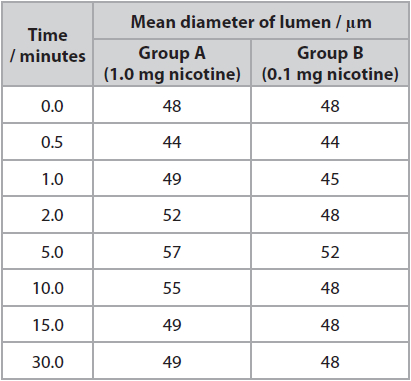 Time / minutes
Mean diameter of lumen / μm
Group A (1.0 mg nicotine)
Group B (0.1 mg nicotine)
0.0 48 48
0.5 44 44
1.0 49 45
2.0 52 48
5.0 57 52
10.0 55 48
15.0 49 48
30.0 49 48